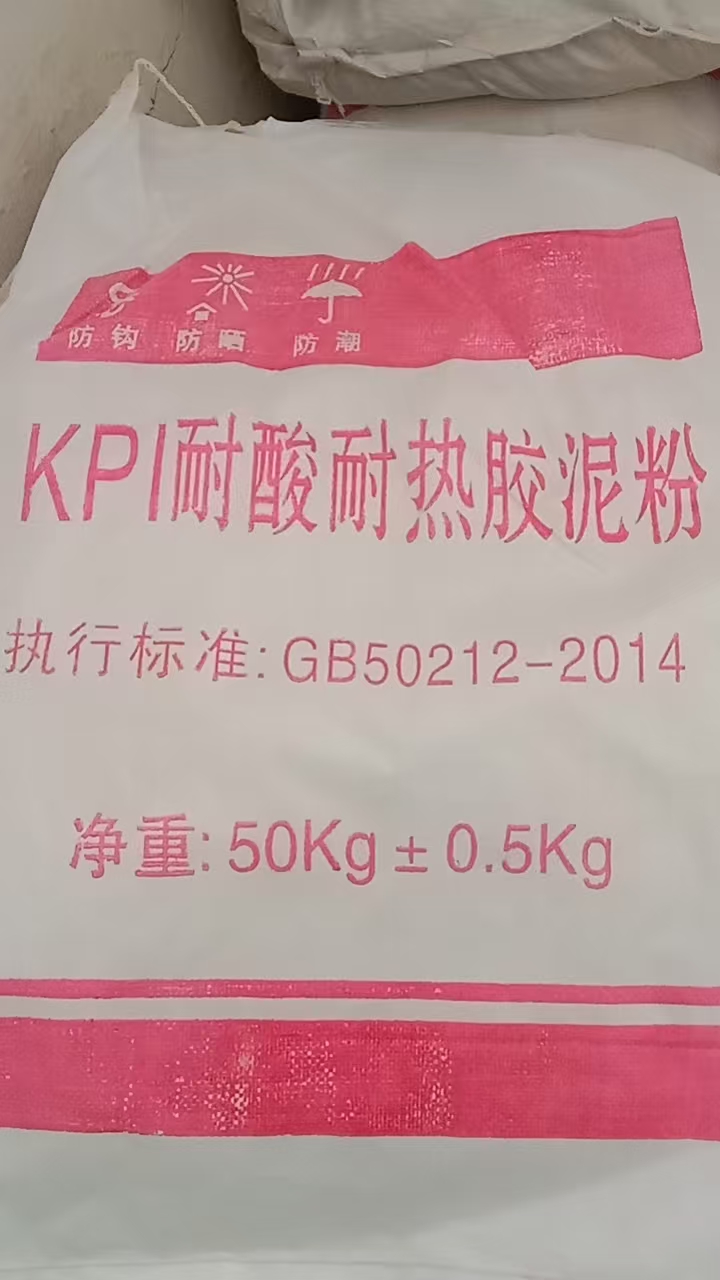 防钩 防晒 防潮
KPI耐酸耐热胶泥粉
执行标准:GB50212-2014
净重:50Kg±0.5Kg